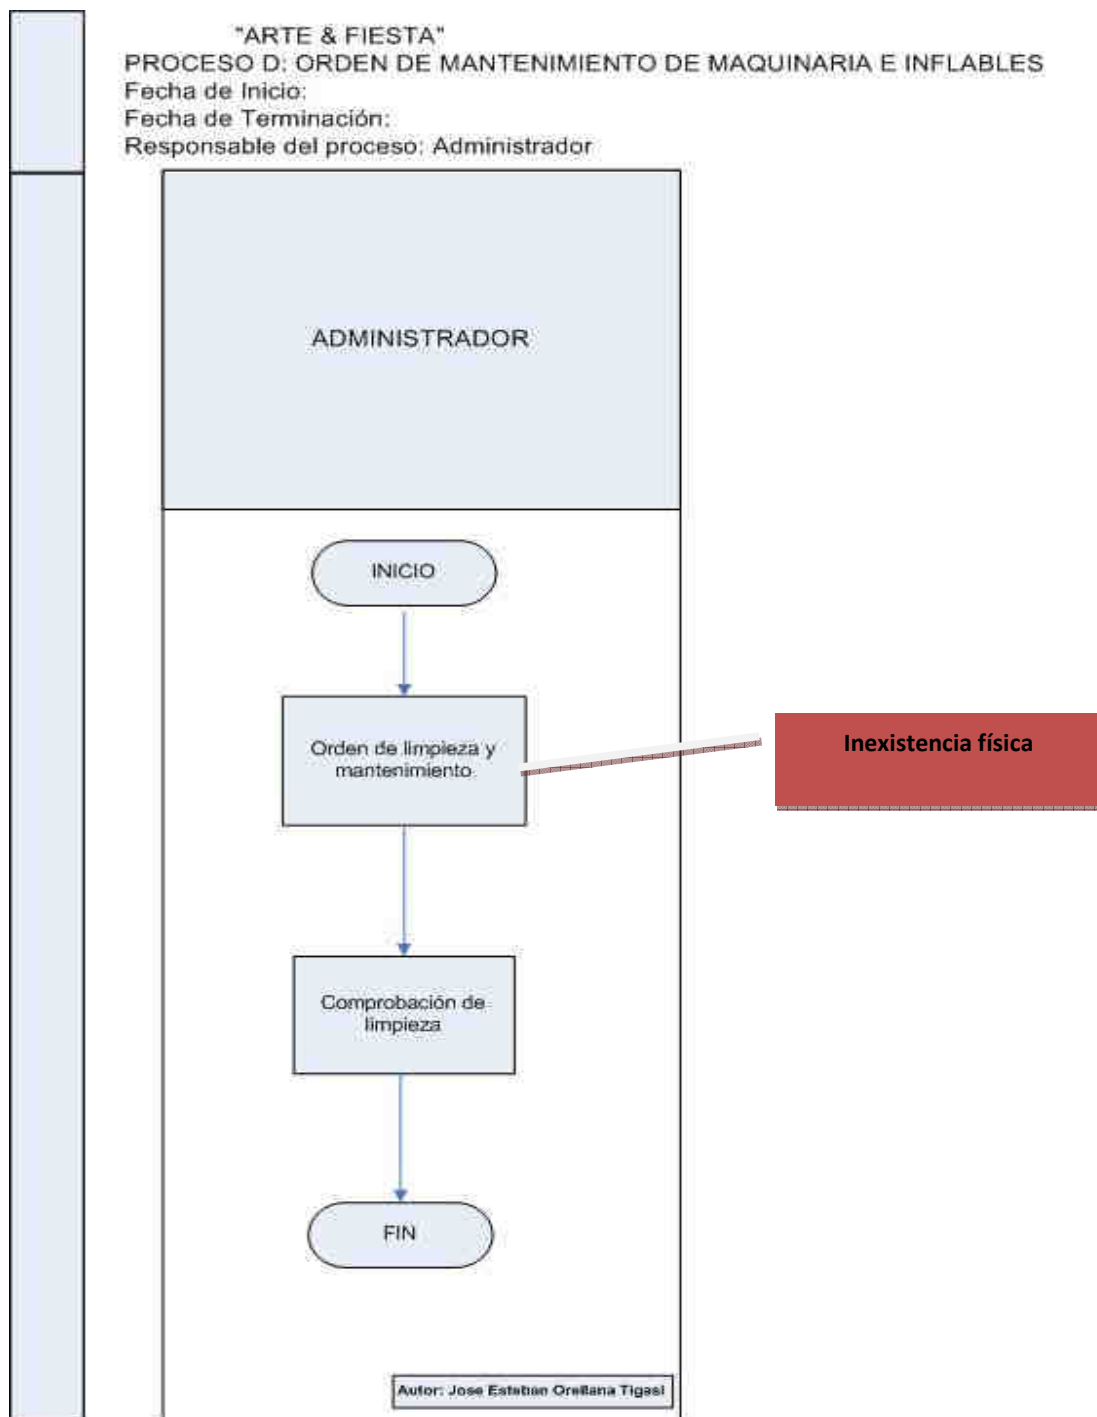 "ARTE & FIESTA"
PROCESO D: ORDEN DE MANTENIMIENTO DE MAQUINARIA E INFLABLES
Fecha de Inicio:
Fecha de Terminación:
Responsable del proceso: Administrador
ADMINISTRADOR
INICIO
Orden de limpieza y
mantenimiento
Inexistencia física
Comprobación de
limpieza
FIN
Autor: Jose Esteban Orellana Tigasi